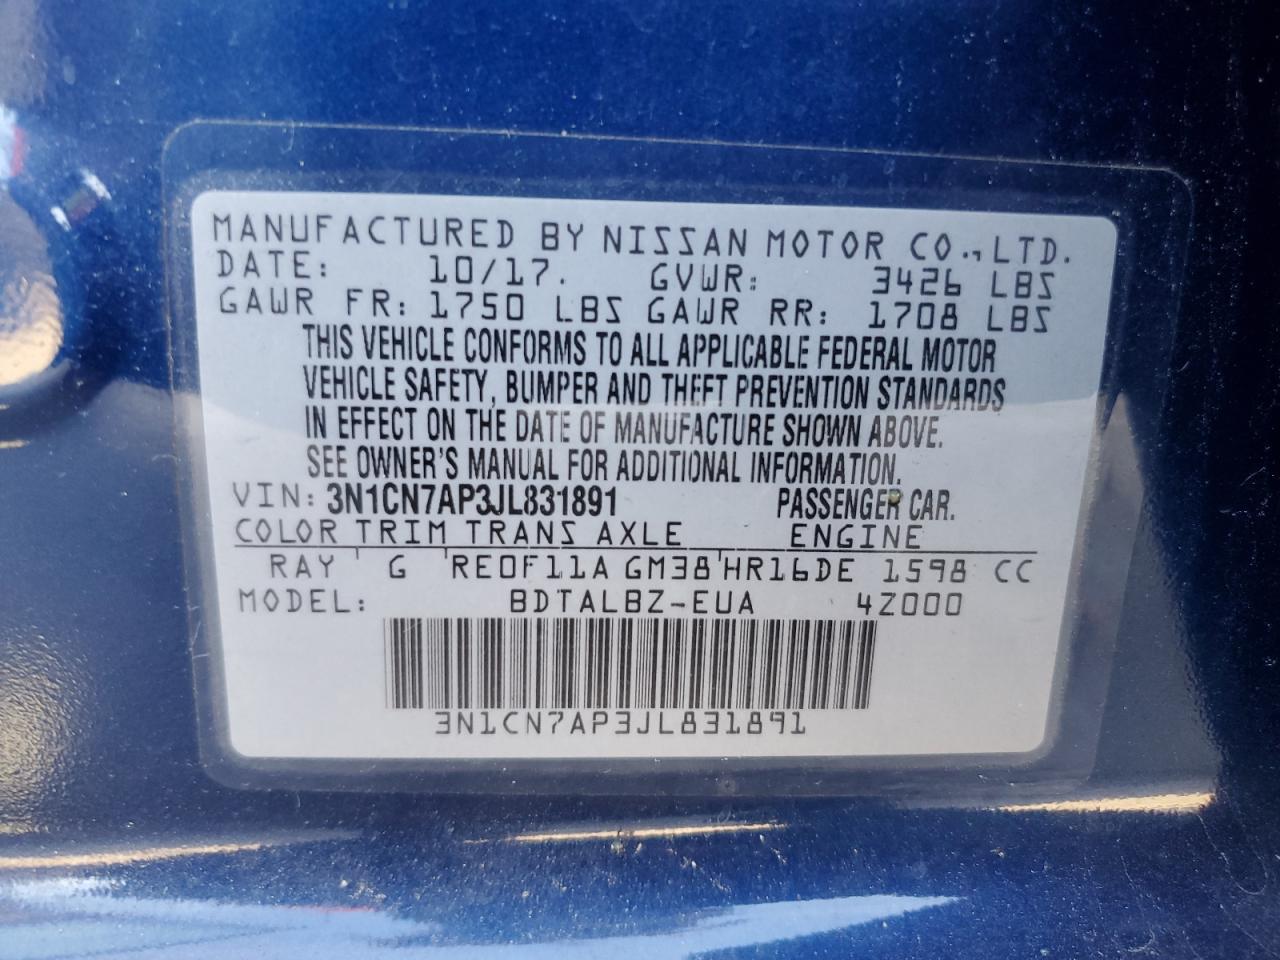 MANUFACTURED BY NISSAN MOTOR CO.,LTD.
DATE: 10/17. GVWR: 3426 LBS
GAWR FR: 1750 LBS GAWR RR: 1708 LBS
THIS VEHICLE CONFORMS TO ALL APPLICABLE FEDERAL MOTOR
VEHICLE SAFETY, BUMPER AND THEFT PREVENTION STANDARDS
IN EFFECT ON THE DATE OF MANUFACTURE SHOWN ABOVE.
SEE OWNER'S MANUAL FOR ADDITIONAL INFORMATION.
VIN: 3N1CN7AP3JL831891 PASSENGER CAR.
COLOR TRIM TRANS AXLE ENGINE
RAY G RE0F11A GM38 HR16DE 1598 CC
MODEL: BDTALBZ-EUA 4Z000
3N1CN7AP3JL831891